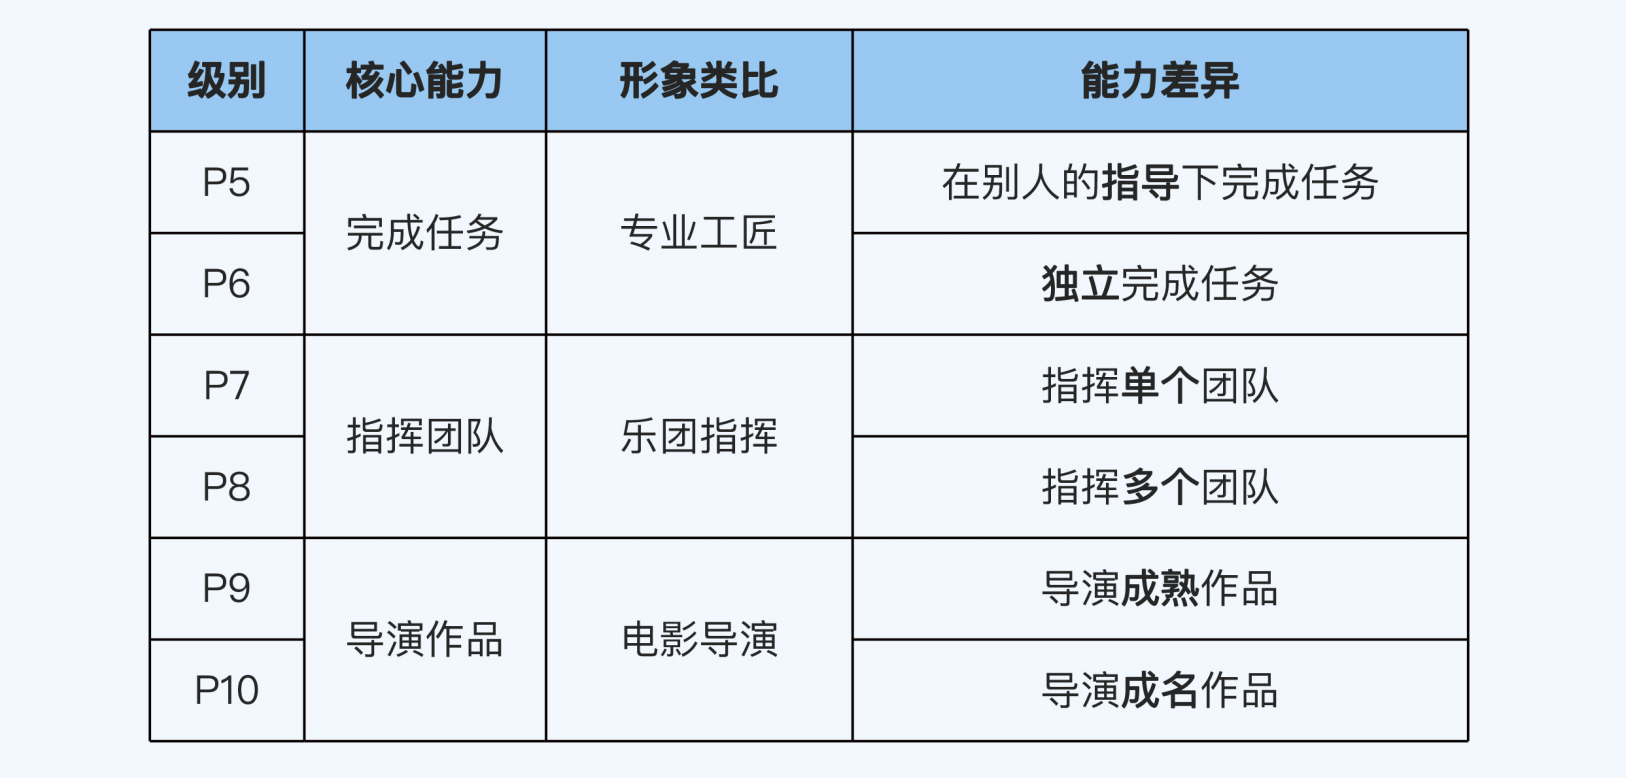 级别 核心能力 形象类比 能力差异
P5 在别人的指导下完成任务
完成任务 专业工匠
P6 独立完成任务
P7 指挥单个团队
指挥团队 乐团指挥
P8 指挥多个团队
P9 导演成熟作品
导演作品 电影导演
P10 导演成名作品